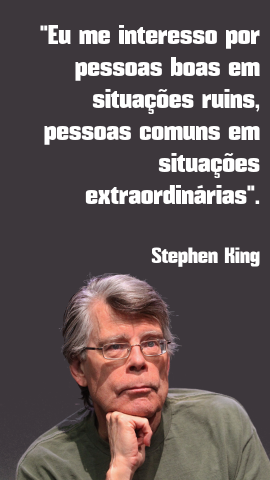 "Eu me interesso por
pessoas boas em
situações ruins,
pessoas comuns em
situações
extraordinárias".
Stephen King